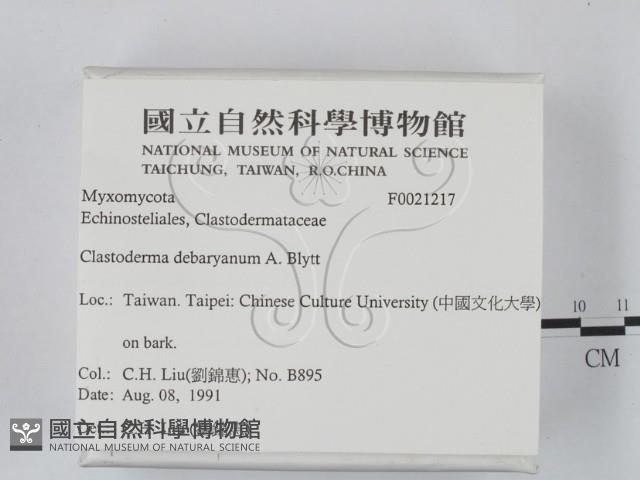 國立自然科學博物館
NATIONAL MUSEUM OF NATURAL SCIENCE
TAICHUNG, TAIWAN, R.O.CHINA
Myxomycota F0021217
Echinosteliales, Clastodermataceae
Clastoderma debaryanum A. Blytt
Loc.: Taiwan. Taipei: Chinese Culture University (中國文化大學)
on bark.
Col.: C.H. Liu(劉錦惠); No. B895
Date: Aug. 08, 1991
國立自然科學博物館
NATIONAL MUSEUM OF NATURAL SCIENCE
10 11
CM